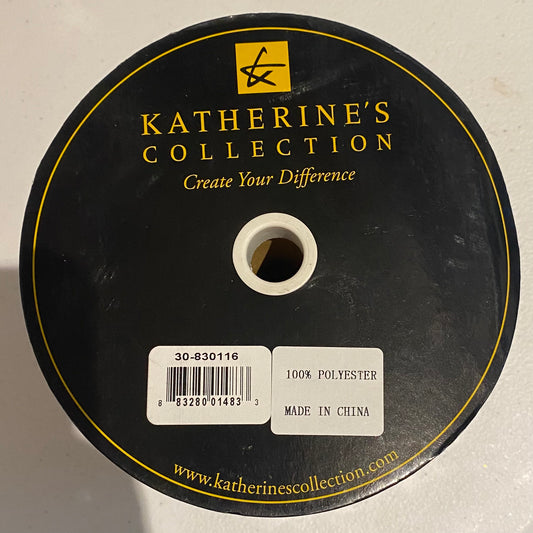 KATHERINE'S
COLLECTION
Create Your Difference
30-830116
8 83280 01483 3
100% POLYESTER
MADE IN CHINA
www.katherinescollection.com